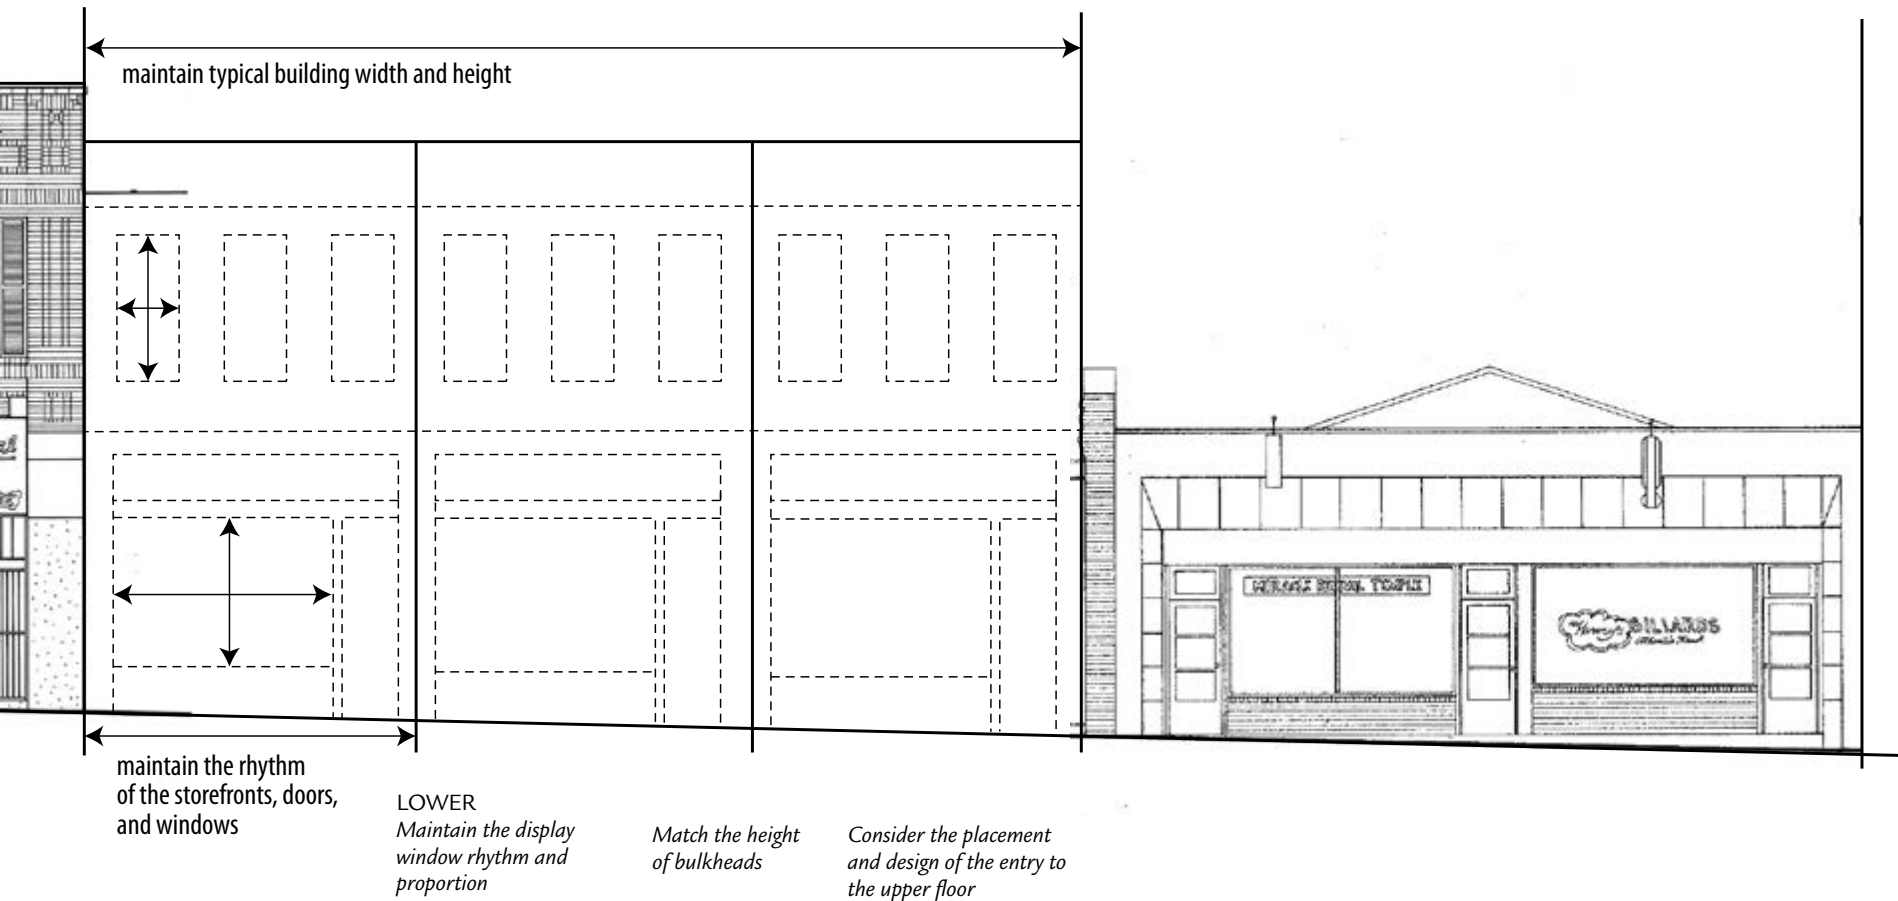 maintain typical building width and height
BILLIARDS
maintain the rhythm
of the storefronts, doors,
and windows
LOWER
Maintain the display
window rhythm and
proportion
Match the height
of bulkheads
Consider the placement
and design of the entry to
the upper floor